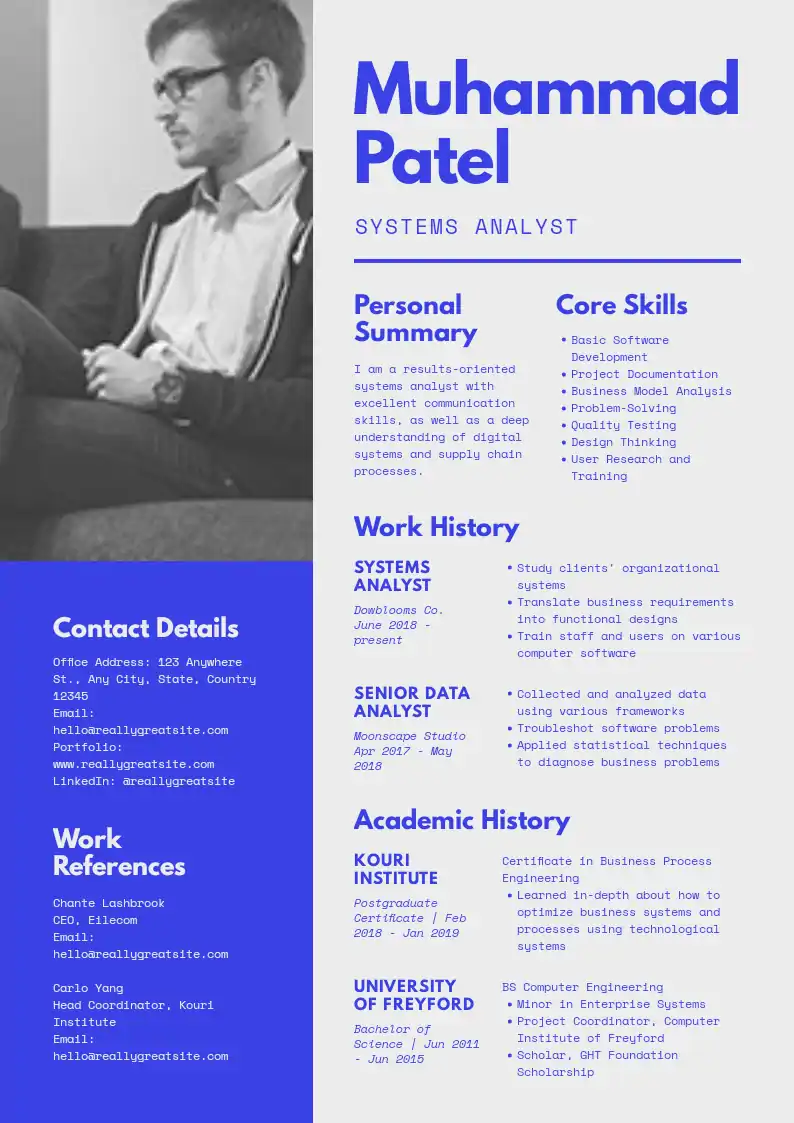 Muhammad
Patel
SYSTEMS ANALYST
Personal
Summary
I am a results-oriented
systems analyst with
excellent communication
skills, as well as a deep
understanding of digital
systems and supply chain
processes.
Core Skills
• Basic Software
Development
• Project Documentation
• Business Model Analysis
• Problem-Solving
• Quality Testing
• Design Thinking
• User Research and
Training
Work History
SYSTEMS
ANALYST
Dowblooms Co.
June 2018 -
present
• Study clients' organizational
systems
• Translate business requirements
into functional designs
• Train staff and users on various
computer software
SENIOR DATA
ANALYST
Moonscape Studio
Apr 2017 - May
2018
• Collected and analyzed data
using various frameworks
• Troubleshot software problems
• Applied statistical techniques
to diagnose business problems
Academic History
KOURI
INSTITUTE
Postgraduate
Certificate | Feb
2018 - Jan 2019
Certificate in Business Process
Engineering
• Learned in-depth about how to
optimize business systems and
processes using technological
systems
UNIVERSITY
OF FREYFORD
Bachelor of
Science | Jun 2011
- Jun 2015
BS Computer Engineering
• Minor in Enterprise Systems
• Project Coordinator, Computer
Institute of Freyford
• Scholar, GHT Foundation
Scholarship
Contact Details
Office Address: 123 Anywhere
St., Any City, State, Country
12345
Email:
hello@reallygreatsite.com
Portfolio:
www.reallygreatsite.com
LinkedIn: @reallygreatsite
Work
References
Chante Lashbrook
CEO, Eilecom
Email:
hello@reallygreatsite.com
Carlo Yang
Head Coordinator, Kouri
Institute
Email:
hello@reallygreatsite.com